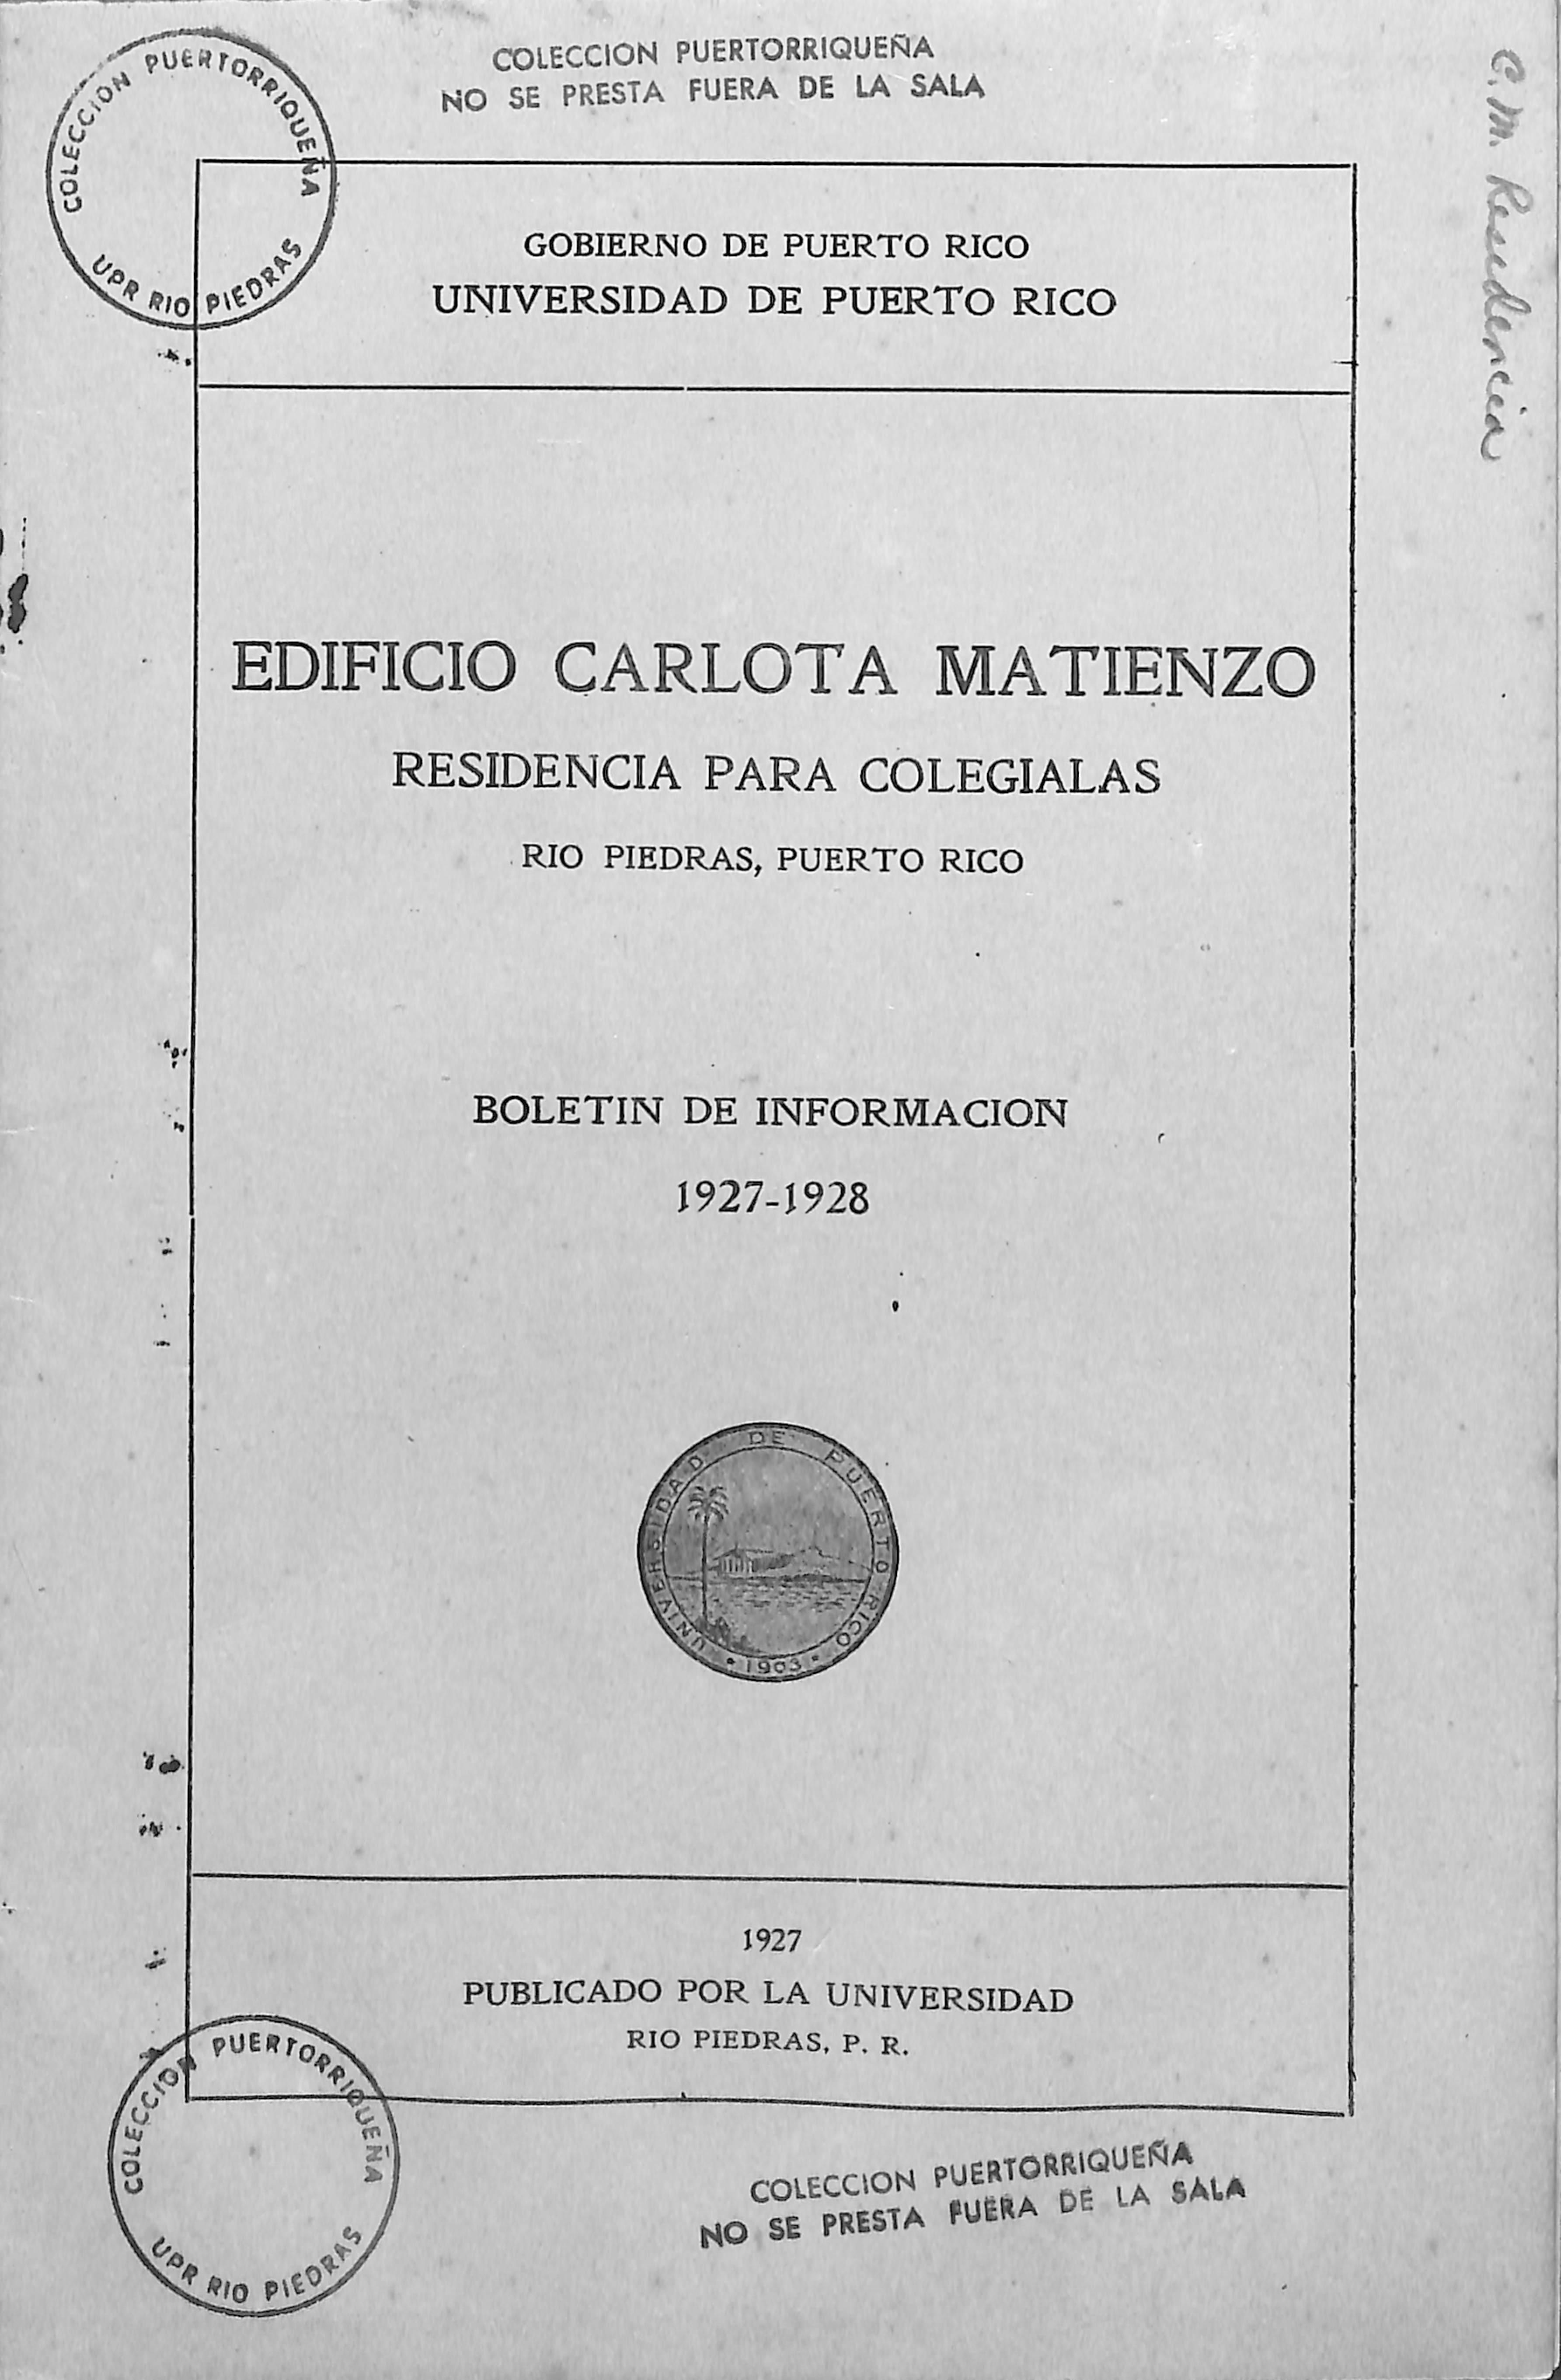 COLECCION PUERTORRIQUEÑA
NO SE PRESTA FUERA DE LA SALA
COLECCION PUERTORRIQUEÑA
UPR RIO PIEDRAS
C. M. Residencia
GOBIERNO DE PUERTO RICO
UNIVERSIDAD DE PUERTO RICO
EDIFICIO CARLOTA MATIENZO
RESIDENCIA PARA COLEGIALAS
RIO PIEDRAS, PUERTO RICO
BOLETIN DE INFORMACION
1927-1928
UNIVERSIDAD DE PUERTO RICO
• 1903 •
1927
PUBLICADO POR LA UNIVERSIDAD
RIO PIEDRAS, P. R.
COLECCION PUERTORRIQUEÑA
UPR RIO PIEDRAS
COLECCION PUERTORRIQUEÑA
NO SE PRESTA FUERA DE LA SALA